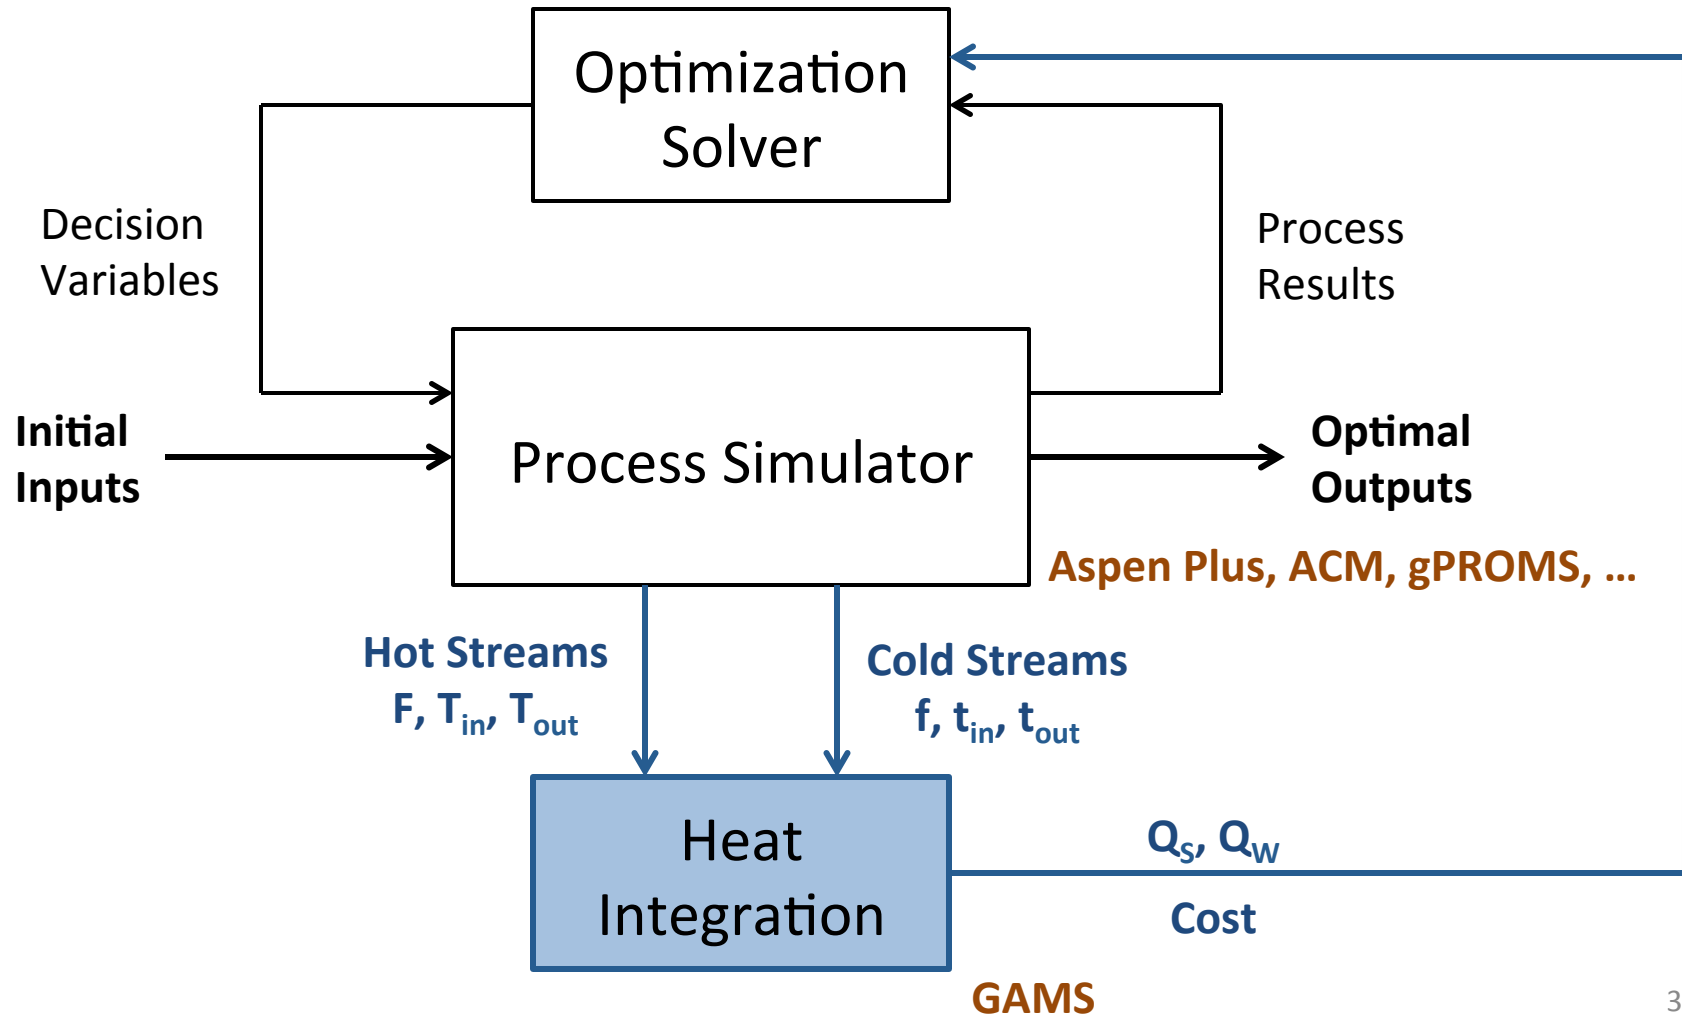 Optimization
Solver
Decision
Variables
Process
Results
Initial
Inputs
Process Simulator
Optimal
Outputs
Aspen Plus, ACM, gPROMS, …
Hot Streams
F, Tin, Tout
Cold Streams
f, tin, tout
Heat
Integration
QS, QW
Cost
GAMS
3